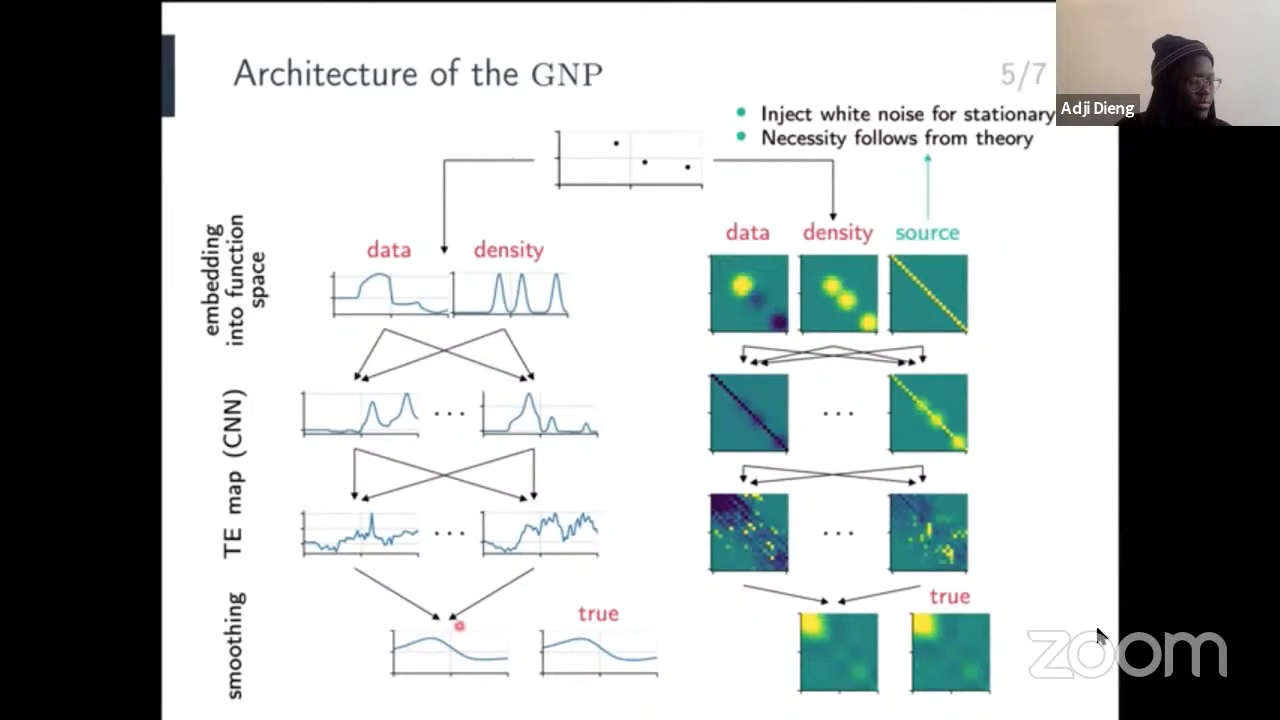 Architecture of the GNP
5/7
Adji Dieng
Inject white noise for stationary
Necessity follows from theory
embedding
into function
space
data
density
data
density
source
TE map (CNN)
smoothing
true
true
zoom